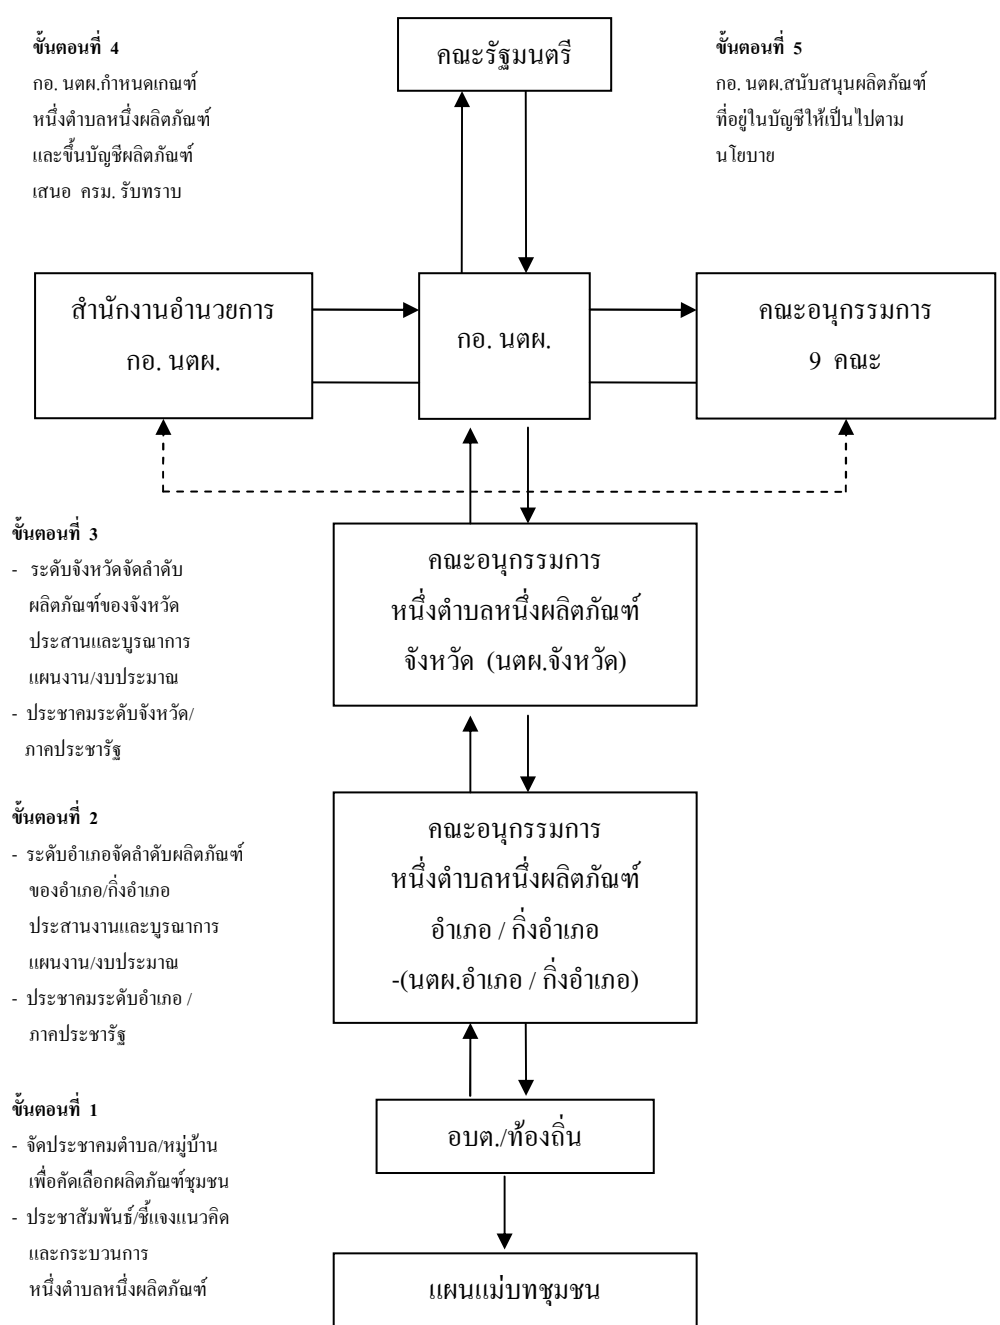 ขั้นตอนที่ 4
กอ. นตผ.กำหนดเกณฑ์
หนึ่งตำบลหนึ่งผลิตภัณฑ์
และขึ้นบัญชีผลิตภัณฑ์
เสนอ ครม. รับทราบ
คณะรัฐมนตรี
ขั้นตอนที่ 5
กอ. นตผ.สนับสนุนผลิตภัณฑ์
ที่อยู่ในบัญชีให้เป็นไปตาม
นโยบาย
สำนักงานอำนวยการ
กอ. นตผ.
กอ. นตผ.
คณะอนุกรรมการ
9 คณะ
ขั้นตอนที่ 3
- ระดับจังหวัดจัดลำดับ
ผลิตภัณฑ์ของจังหวัด
ประสานและบูรณาการ
แผนงาน/งบประมาณ
- ประชาคมระดับจังหวัด/
ภาคประชารัฐ
คณะอนุกรรมการ
หนึ่งตำบลหนึ่งผลิตภัณฑ์
จังหวัด (นตผ.จังหวัด)
ขั้นตอนที่ 2
- ระดับอำเภอจัดลำดับผลิตภัณฑ์
ของอำเภอ/กิ่งอำเภอ
ประสานงานและบูรณาการ
แผนงาน/งบประมาณ
- ประชาคมระดับอำเภอ /
ภาคประชารัฐ
คณะอนุกรรมการ
หนึ่งตำบลหนึ่งผลิตภัณฑ์
อำเภอ / กิ่งอำเภอ
-(นตผ.อำเภอ / กิ่งอำเภอ)
ขั้นตอนที่ 1
- จัดประชาคมตำบล/หมู่บ้าน
เพื่อคัดเลือกผลิตภัณฑ์ชุมชน
- ประชาสัมพันธ์/ชี้แจงแนวคิด
และกระบวนการ
หนึ่งตำบลหนึ่งผลิตภัณฑ์
อบต./ท้องถิ่น
แผนแม่บทชุมชน